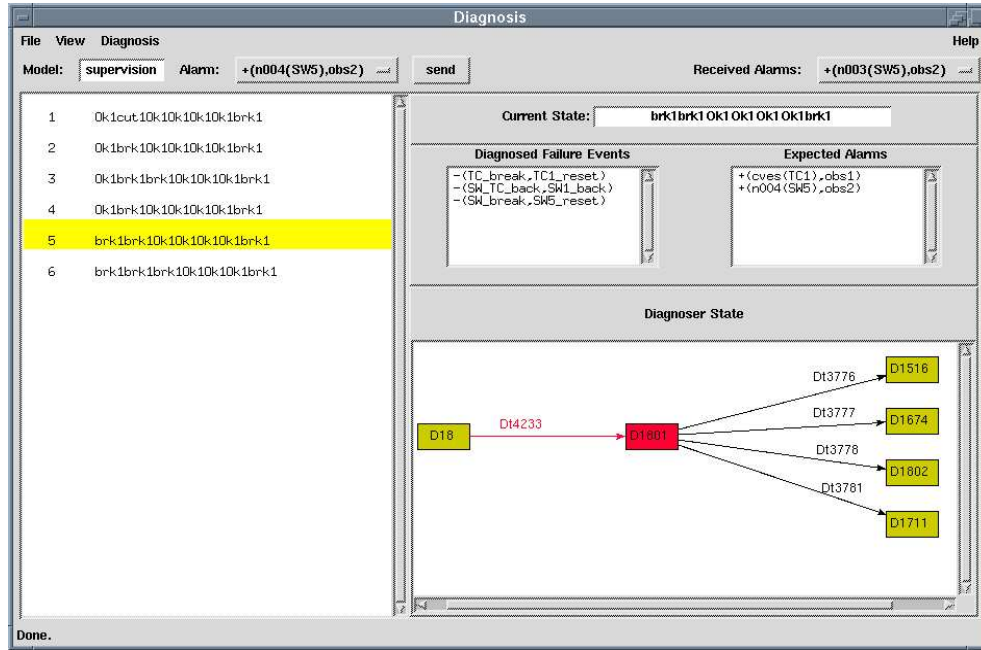 Diagnosis
File View Diagnosis Help
Model: supervision Alarm: +(n004(SW5),obs2) send Received Alarms: +(n003(SW5),obs2)
1 0k1cut10k10k10k10k1brk1
2 0k1brk10k10k10k10k1brk1
3 0k1brk1brk10k10k10k1brk1
4 0k1brk10k10k10k10k1brk1
5 brk1brk10k10k10k10k1brk1
6 brk1brk1brk10k10k10k1brk1
Current State: brk1brk10k10k10k10k1brk1
Diagnosed Failure Events
-(TC_break,TC1_reset)
-(SW_TC_back,SW1_back)
-(SW_break,SW5_reset)
Expected Alarms
+(cves(TC1),obs1)
+(n004(SW5),obs2)
Diagnoser State
D18
Dt4233
D1801
Dt3776
D1516
Dt3777
D1674
Dt3778
D1802
Dt3781
D1711
Done.